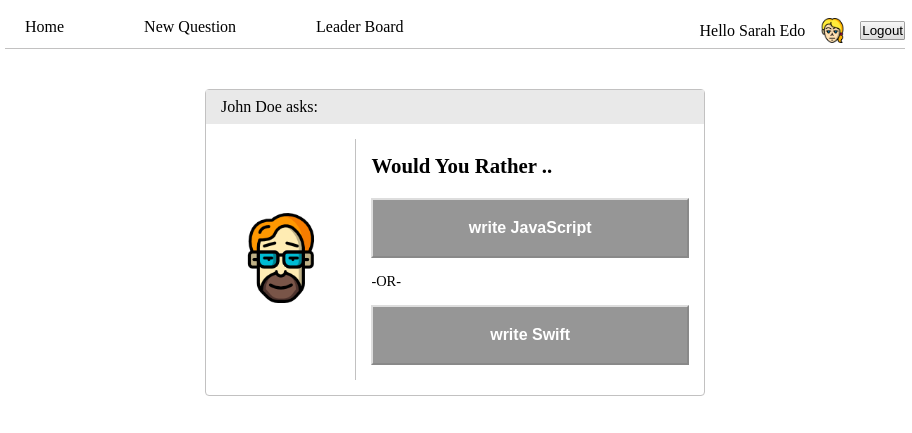 Home New Question Leader Board Hello Sarah Edo Logout
John Doe asks:
Would You Rather ..
write JavaScript
-OR-
write Swift